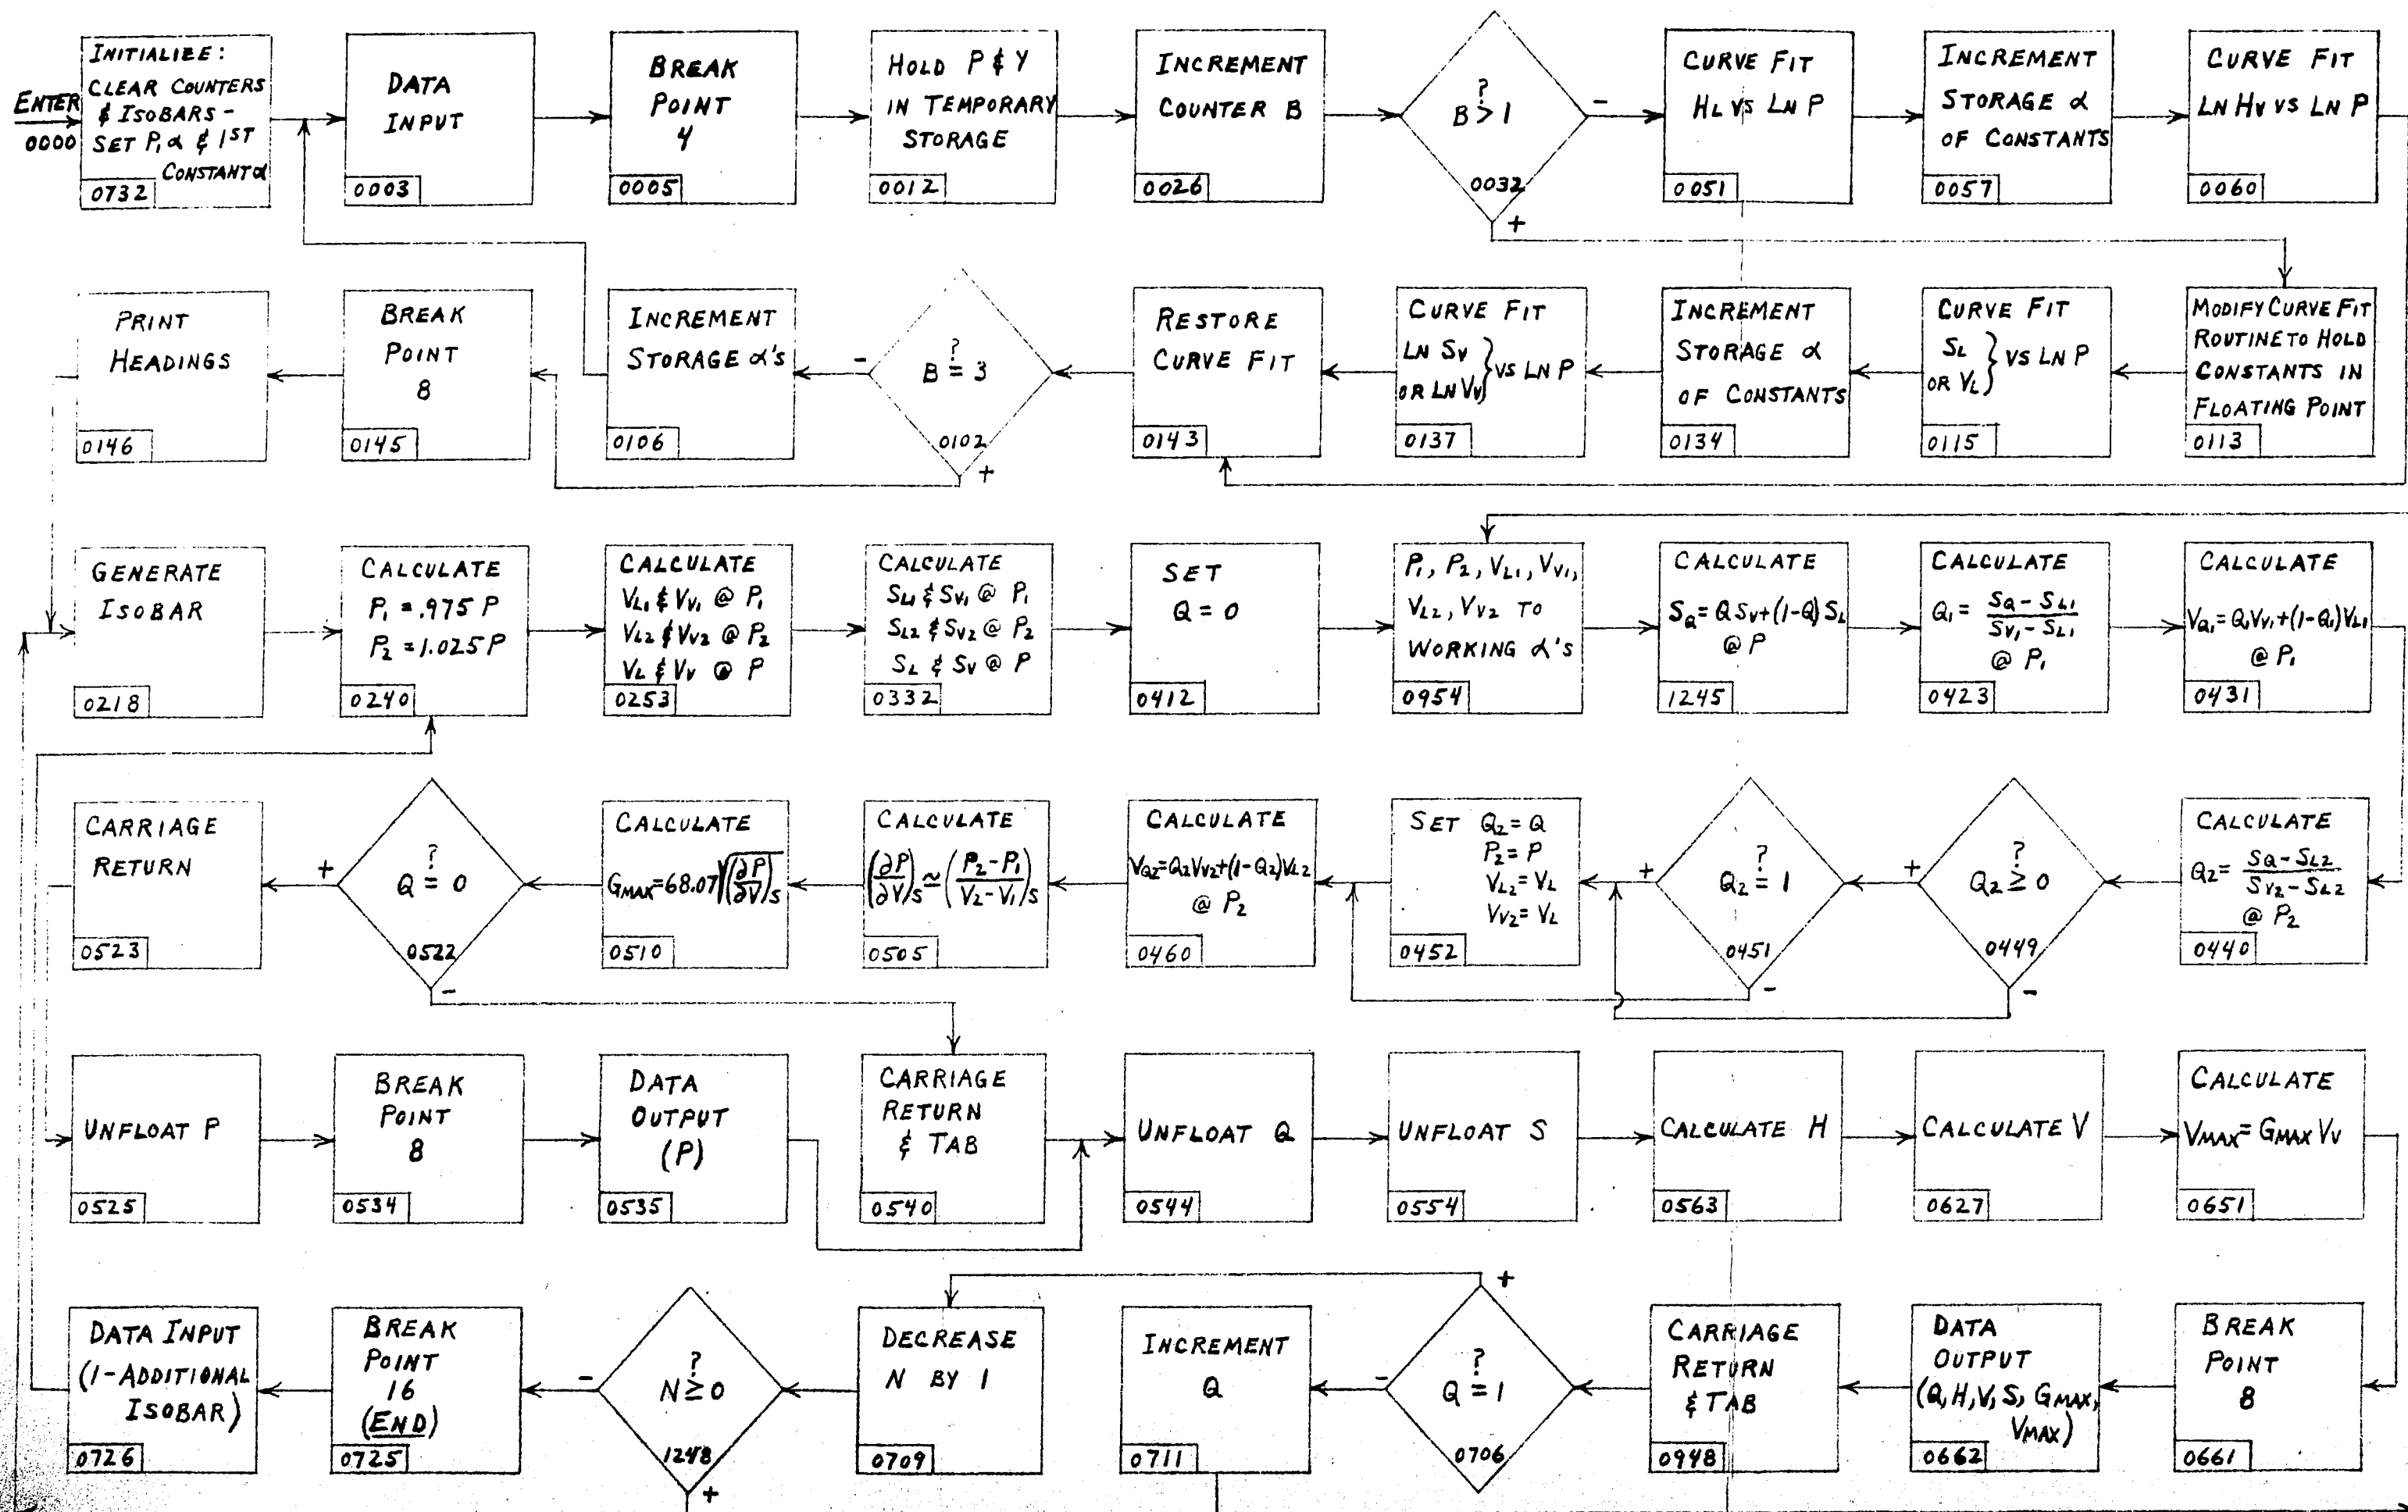 ENTER
0000
INITIALIZE:
CLEAR COUNTERS
& ISOBARS -
SET P, α & 1ST
CONSTANT α
0732
DATA
INPUT
0003
BREAK
POINT
4
0005
HOLD P & Y
IN TEMPORARY
STORAGE
0012
INCREMENT
COUNTER B
0026
?
B > 1
0032
-
+
CURVE FIT
HL VS LN P
0051
INCREMENT
STORAGE α
OF CONSTANTS
0057
CURVE FIT
LN HV VS LN P
0060
PRINT
HEADINGS
0146
BREAK
POINT
8
0145
INCREMENT
STORAGE α'S
0106
-
?
B = 3
0102
+
RESTORE
CURVE FIT
0143
CURVE FIT
LN SV
OR LN VV } VS LN P
0137
INCREMENT
STORAGE α
OF CONSTANTS
0134
CURVE FIT
SL
OR VL } VS LN P
0115
MODIFY CURVE FIT
ROUTINE TO HOLD
CONSTANTS IN
FLOATING POINT
0113
GENERATE
ISOBAR
0218
CALCULATE
P1 = .975 P
P2 = 1.025 P
0240
CALCULATE
VL1 & VV1 @ P1
VL2 & VV2 @ P2
VL & VV @ P
0253
CALCULATE
SL1 & SV1 @ P1
SL2 & SV2 @ P2
SL & SV @ P
0332
SET
Q = 0
0412
P1, P2, VL1, VV1,
VL2, VV2 TO
WORKING α'S
0954
CALCULATE
SQ = Q SV + (1-Q) SL
@ P
1245
CALCULATE
Q1 = SQ - SL1 / SV1 - SL1
@ P1
0423
CALCULATE
VQ1 = Q1 VV1 + (1-Q1) VL1
@ P1
0431
CARRIAGE
RETURN
0523
+
?
Q = 0
0522
-
CALCULATE
GMAX = 68.07 √(∂P/∂V)S
0510
CALCULATE
(∂P/∂V)S ≃ (P2 - P1 / V2 - V1)S
0505
CALCULATE
VQ2 = Q2 VV2 + (1-Q2) VL2
@ P2
0460
SET Q2 = Q
P2 = P
VL2 = VL
VV2 = VL
0452
+
?
Q2 = 1
0451
-
+
?
Q2 ≥ 0
0449
-
CALCULATE
Q2 = SQ - SL2 / SV2 - SL2
@ P2
0440
UNFLOAT P
0525
BREAK
POINT
8
0534
DATA
OUTPUT
(P)
0535
CARRIAGE
RETURN
& TAB
0540
UNFLOAT Q
0544
UNFLOAT S
0554
CALCULATE H
0563
CALCULATE V
0627
CALCULATE
VMAX = GMAX VV
0651
DATA INPUT
(1-ADDITIONAL
ISOBAR)
0726
BREAK
POINT
16
(END)
0725
-
?
N ≥ 0
1248
+
DECREASE
N BY 1
0709
INCREMENT
Q
0711
-
+
?
Q = 1
0706
CARRIAGE
RETURN
& TAB
0948
DATA
OUTPUT
(Q, H, V, S, GMAX,
VMAX)
0662
BREAK
POINT
8
0661